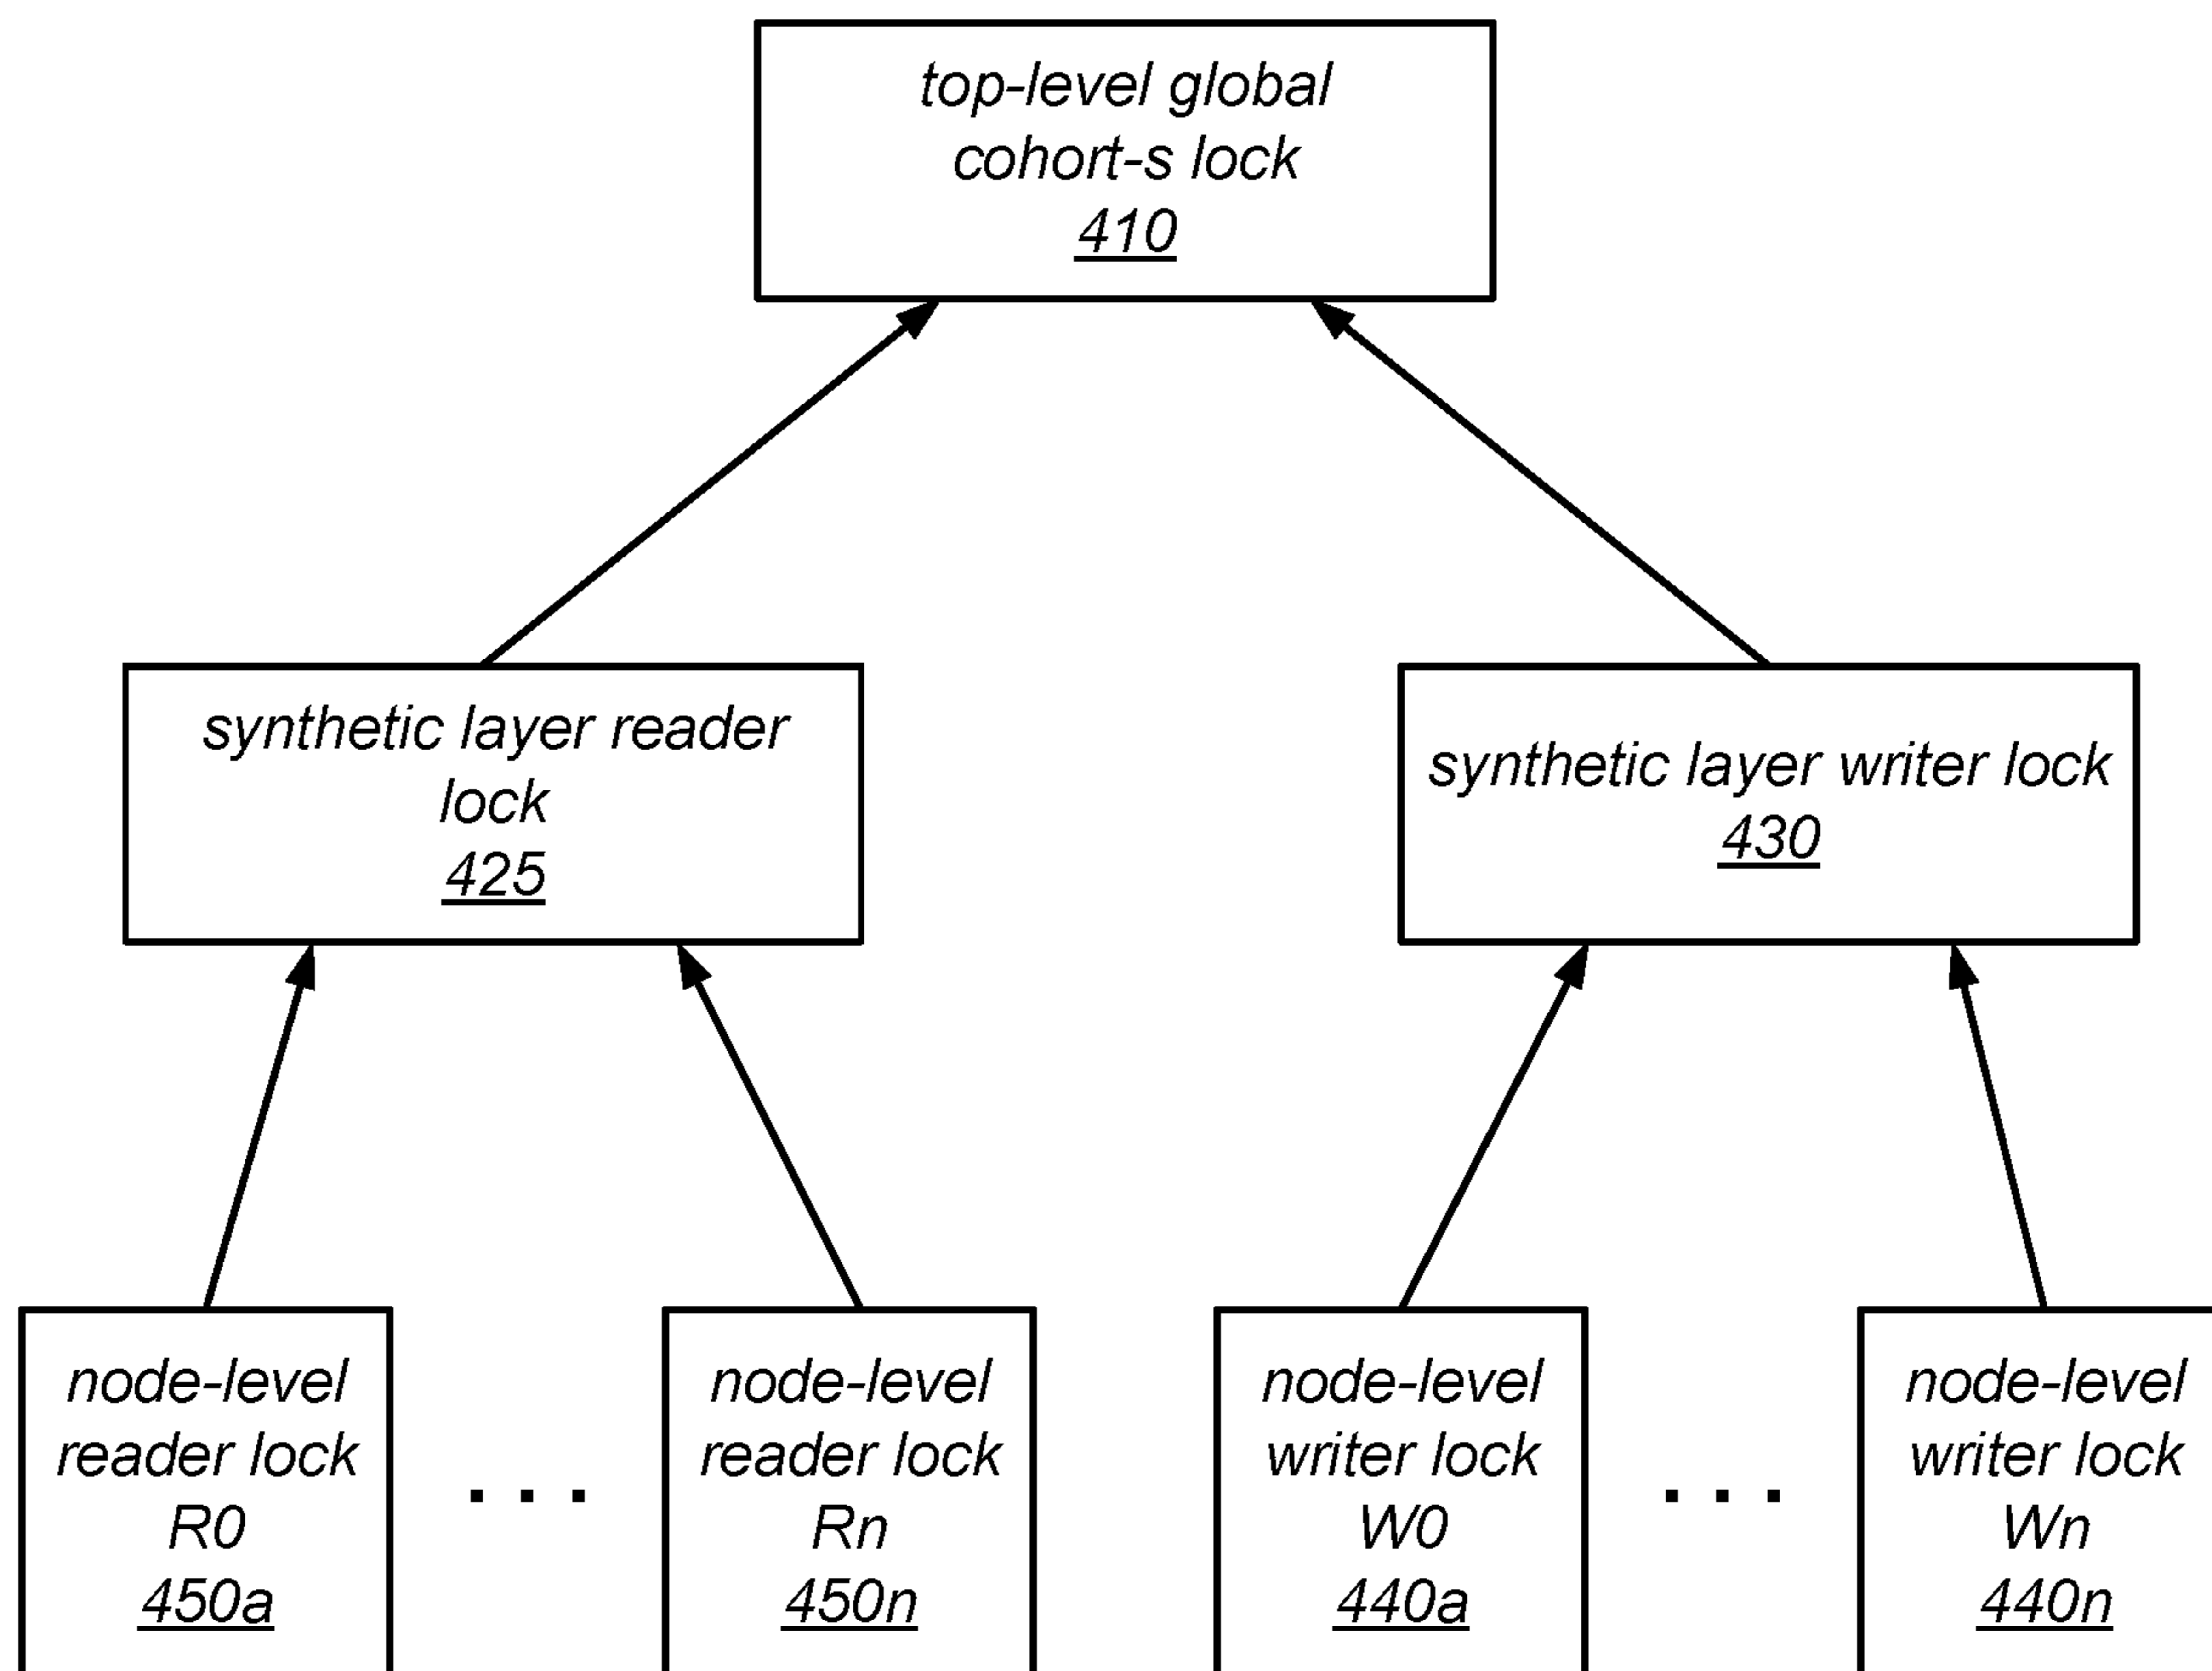 top-level global
cohort-s lock
410
synthetic layer reader
lock
425
synthetic layer writer lock
430
node-level
reader lock
R0
450a
. . .
node-level
reader lock
Rn
450n
node-level
writer lock
W0
440a
. . .
node-level
writer lock
Wn
440n